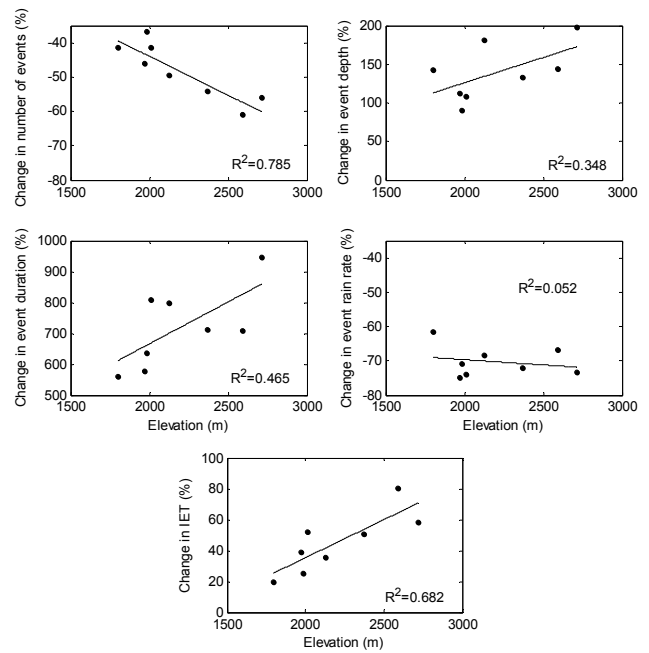 Change in number of events (%)
-40
-50
-60
-70
-80
1500 2000 2500 3000
R²=0.785
Change in event depth (%)
200
150
100
50
0
1500 2000 2500 3000
R²=0.348
Change in event duration (%)
1000
900
800
700
600
500
1500 2000 2500 3000
Elevation (m)
R²=0.465
Change in event rain rate (%)
-40
-50
-60
-70
-80
1500 2000 2500 3000
Elevation (m)
R²=0.052
Change in IET (%)
100
80
60
40
20
0
1500 2000 2500 3000
Elevation (m)
R²=0.682